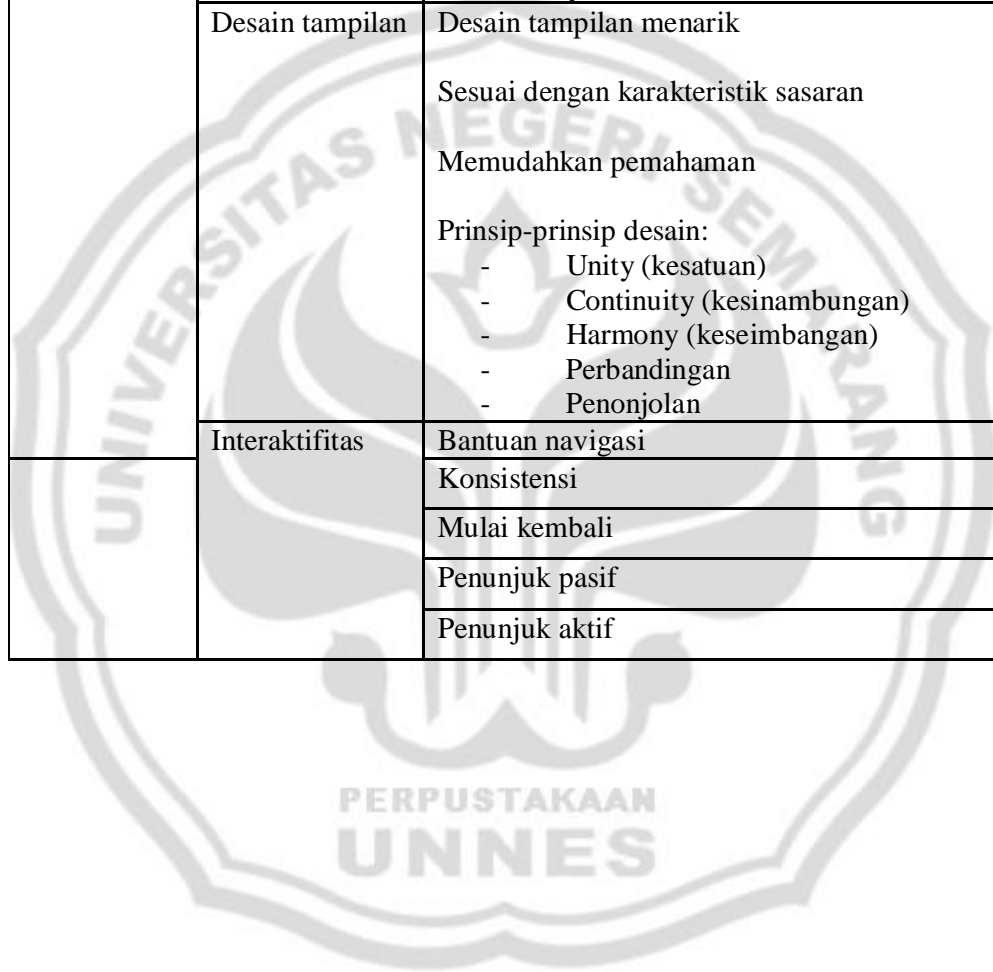 Desain tampilan
Desain tampilan menarik
Sesuai dengan karakteristik sasaran
Memudahkan pemahaman
Prinsip-prinsip desain:
- Unity (kesatuan)
- Continuity (kesinambungan)
- Harmony (keseimbangan)
- Perbandingan
- Penonjolan
Interaktifitas
Bantuan navigasi
Konsistensi
Mulai kembali
Penunjuk pasif
Penunjuk aktif
UNIVERSITAS NEGERI SEMARANG
PERPUSTAKAAN
UNNES